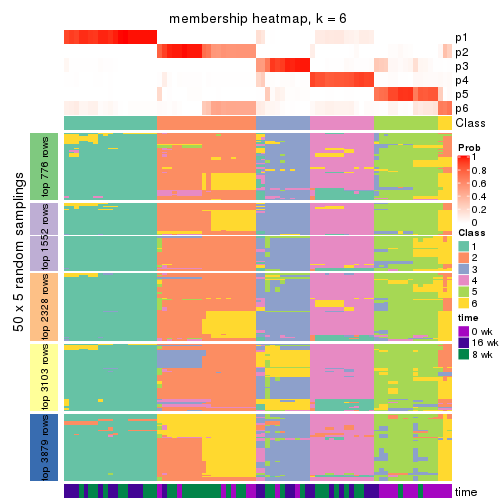 membership heatmap, k = 6
p1
p2
p3
p4
p5
p6
Class
50 x 5 random samplings
top 776 rows
top 1552 rows
top 2328 rows
top 3103 rows
top 3879 rows
time
Prob
1
0.8
0.6
0.4
0.2
0
Class
1
2
3
4
5
6
time
0 wk
16 wk
8 wk